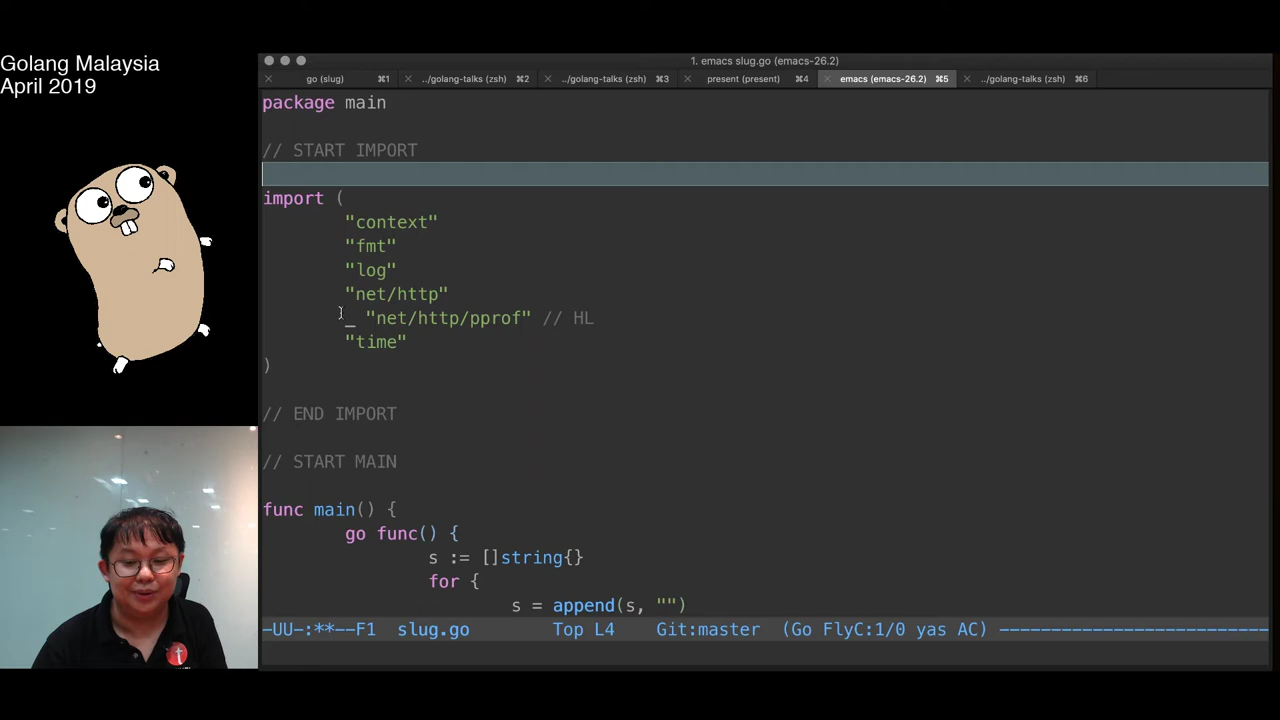 Golang Malaysia
April 2019
1. emacs slug.go (emacs-26.2)
go (slug) ⌘1 ../golang-talks (zsh) ⌘2 ../golang-talks (zsh) ⌘3 present (present) ⌘4 emacs (emacs-26.2) ⌘5 ../golang-talks (zsh) ⌘6
package main
// START IMPORT
import (
"context"
"fmt"
"log"
"net/http"
_ "net/http/pprof" // HL
"time"
)
// END IMPORT
// START MAIN
func main() {
go func() {
s := []string{}
for {
s = append(s, "")
-UU-:**--F1 slug.go Top L4 Git:master (Go FlyC:1/0 yas AC) --------------------------